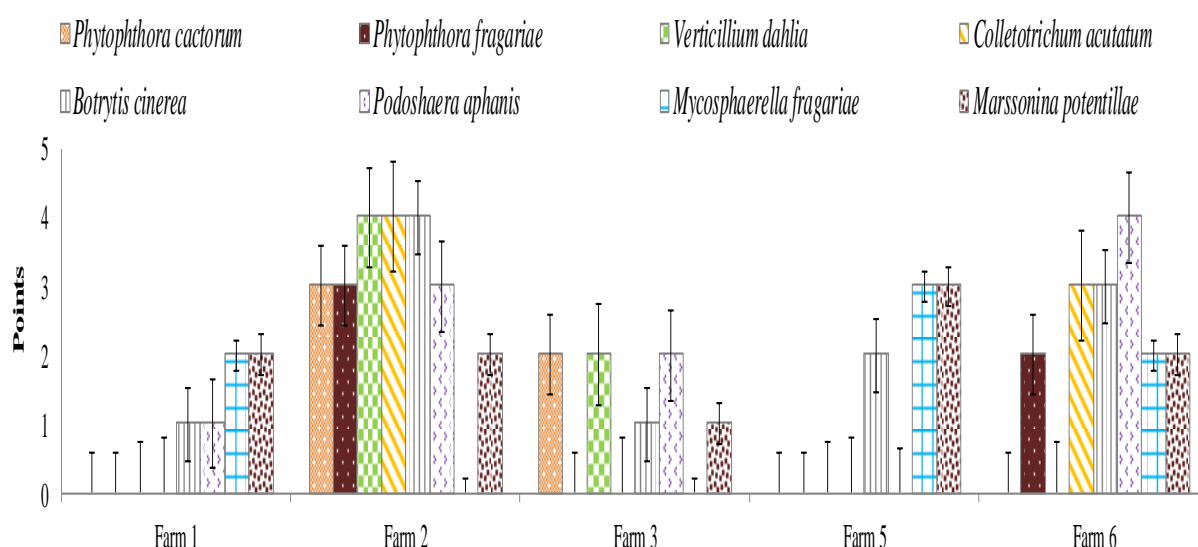 Phytophthora cactorum Phytophthora fragariae Verticillium dahlia Colletotrichum acutatum
Botrytis cinerea Podoshaera aphanis Mycosphaerella fragariae Marssonina potentillae
5
4
3
2
1
0
Points
Farm 1 Farm 2 Farm 3 Farm 5 Farm 6